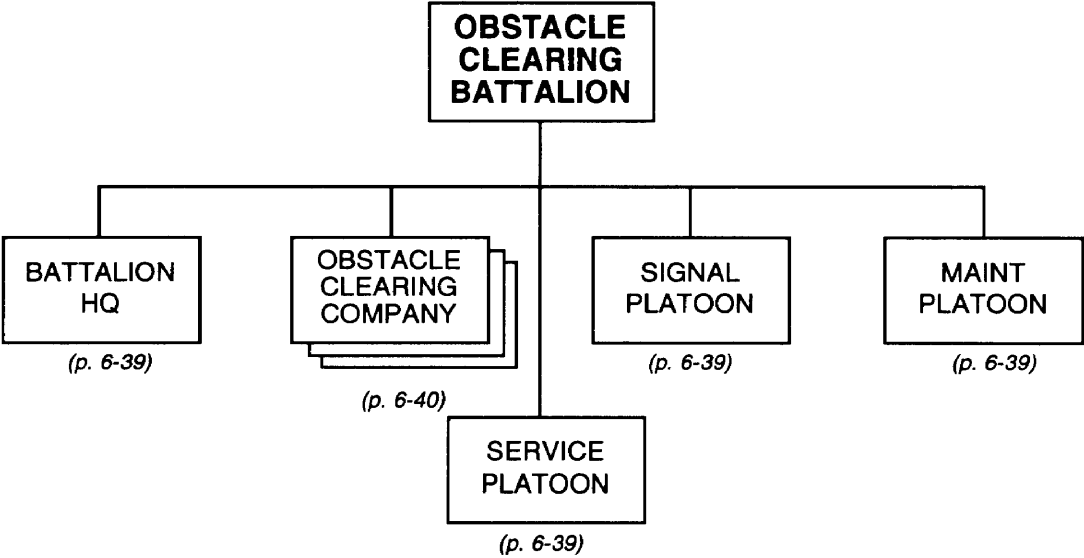 OBSTACLE
CLEARING
BATTALION
BATTALION
HQ
(p. 6-39)
OBSTACLE
CLEARING
COMPANY
(p. 6-40)
SIGNAL
PLATOON
(p. 6-39)
MAINT
PLATOON
(p. 6-39)
SERVICE
PLATOON
(p. 6-39)